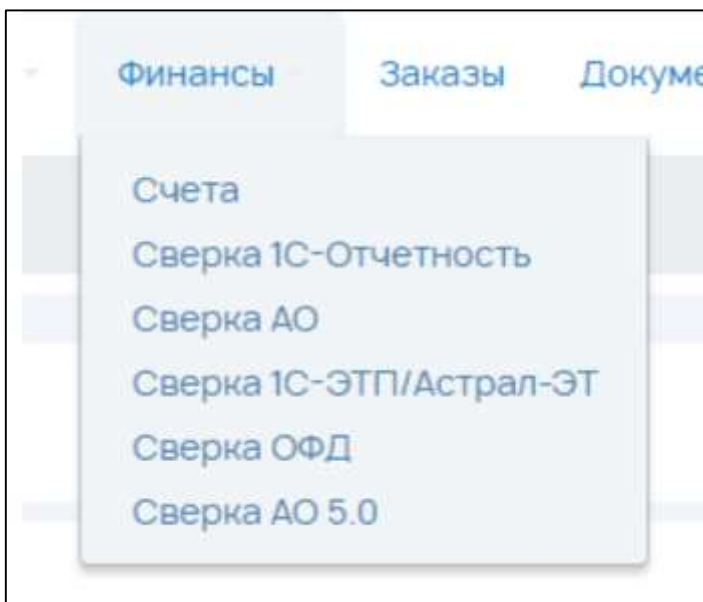 Финансы Заказы Докуме
Счета
Сверка 1С-Отчетность
Сверка АО
Сверка 1С-ЭТП/Астрал-ЭТ
Сверка ОФД
Сверка АО 5.0